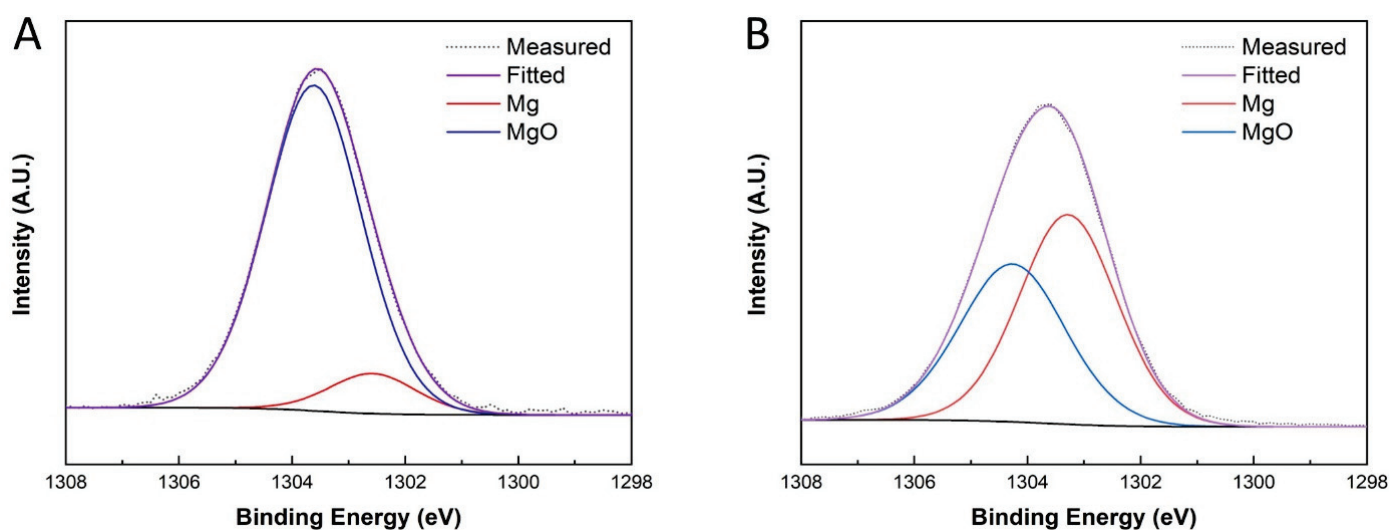 A
Measured
Fitted
Mg
MgO
Intensity (A.U.)
1308 1306 1304 1302 1300 1298
Binding Energy (eV)
B
Measured
Fitted
Mg
MgO
Intensity (A.U.)
1308 1306 1304 1302 1300 1298
Binding Energy (eV)